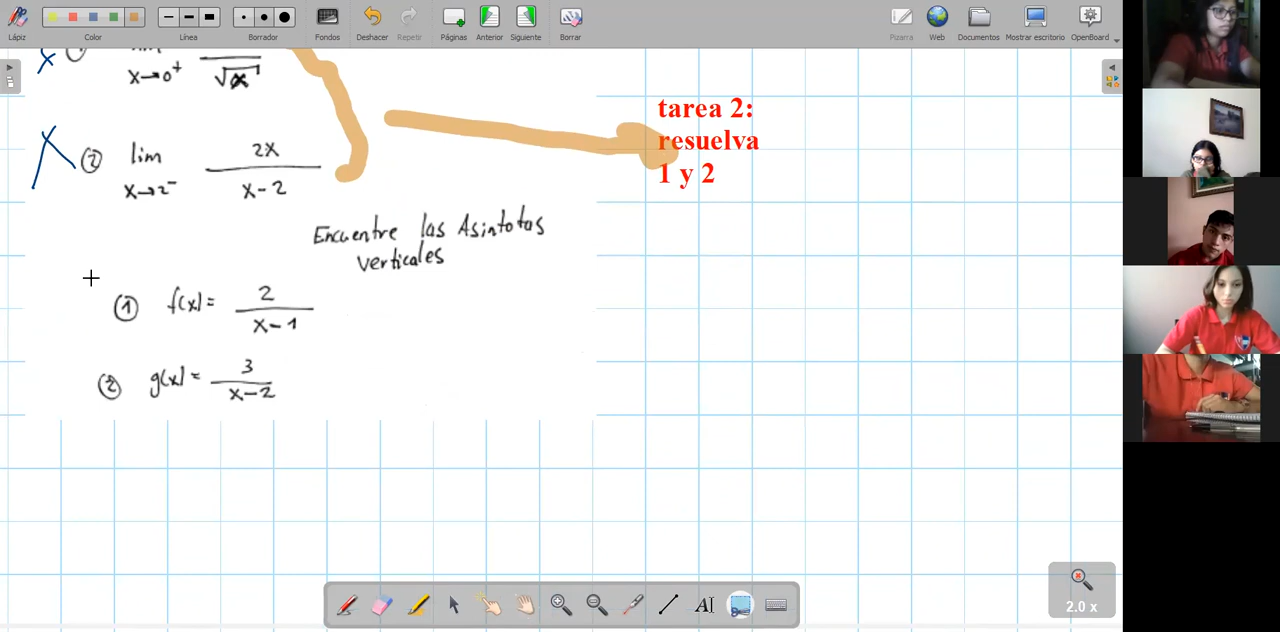 Lápiz Color Línea Borrador Fondos Deshacer Repetir Páginas Anterior Siguiente Borrar Pizarra Web Documentos Mostrar escritorio OpenBoard
x→0⁺ √x
② lim 2x
x→2⁻ x-2
tarea 2:
resuelva
1 y 2
Encuentre las Asintotas
verticales
① f(x) = 2
x-1
② g(x) = 3
x-2
2.0 x